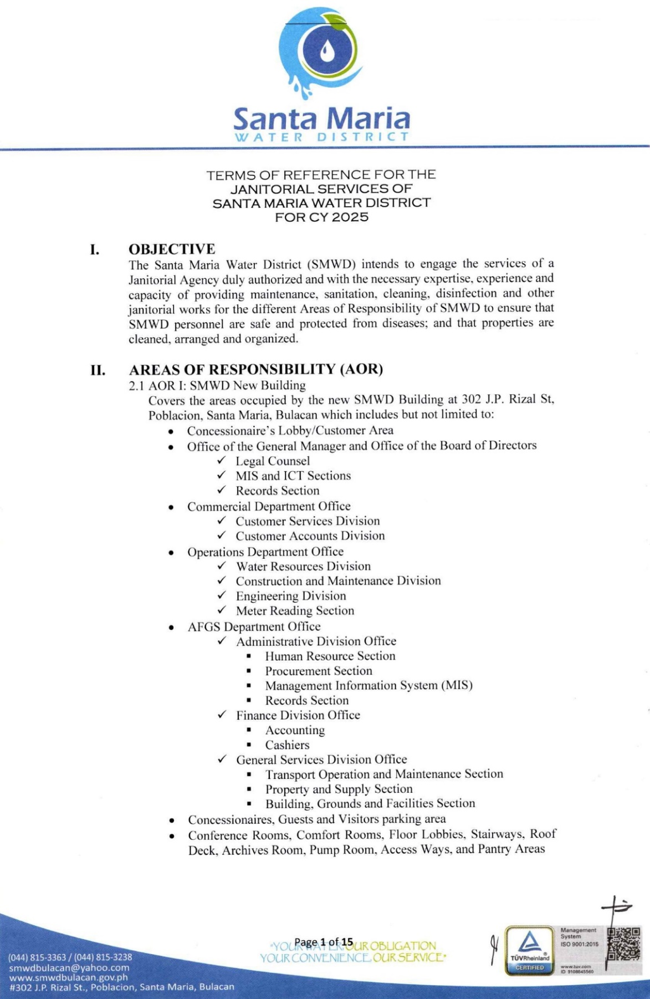 Santa Maria
WATER DISTRICT
TERMS OF REFERENCE FOR THE
JANITORIAL SERVICES OF
SANTA MARIA WATER DISTRICT
FOR CY 2025
I. OBJECTIVE
The Santa Maria Water District (SMWD) intends to engage the services of a
Janitorial Agency duly authorized and with the necessary expertise, experience and
capacity of providing maintenance, sanitation, cleaning, disinfection and other
janitorial works for the different Areas of Responsibility of SMWD to ensure that
SMWD personnel are safe and protected from diseases; and that properties are
cleaned, arranged and organized.
II. AREAS OF RESPONSIBILITY (AOR)
2.1 AOR I: SMWD New Building
Covers the areas occupied by the new SMWD Building at 302 J.P. Rizal St,
Poblacion, Santa Maria, Bulacan which includes but not limited to:
• Concessionaire's Lobby/Customer Area
• Office of the General Manager and Office of the Board of Directors
✓ Legal Counsel
✓ MIS and ICT Sections
✓ Records Section
• Commercial Department Office
✓ Customer Services Division
✓ Customer Accounts Division
• Operations Department Office
✓ Water Resources Division
✓ Construction and Maintenance Division
✓ Engineering Division
✓ Meter Reading Section
• AFGS Department Office
✓ Administrative Division Office
▪ Human Resource Section
▪ Procurement Section
▪ Management Information System (MIS)
▪ Records Section
✓ Finance Division Office
▪ Accounting
▪ Cashiers
✓ General Services Division Office
▪ Transport Operation and Maintenance Section
▪ Property and Supply Section
▪ Building, Grounds and Facilities Section
• Concessionaires, Guests and Visitors parking area
• Conference Rooms, Comfort Rooms, Floor Lobbies, Stairways, Roof
Deck, Archives Room, Pump Room, Access Ways, and Pantry Areas
Page 1 of 15
"YOUR WATER, OUR OBLIGATION
YOUR CONVENIENCE, OUR SERVICE"
(044) 815-3363 / (044) 815-3238
smwdbulacan@yahoo.com
www.smwdbulacan.gov.ph
#302 J.P. Rizal St., Poblacion, Santa Maria, Bulacan
TÜVRheinland®
CERTIFIED
Management
System
ISO 9001:2015
www.tuv.com
ID 9108645560